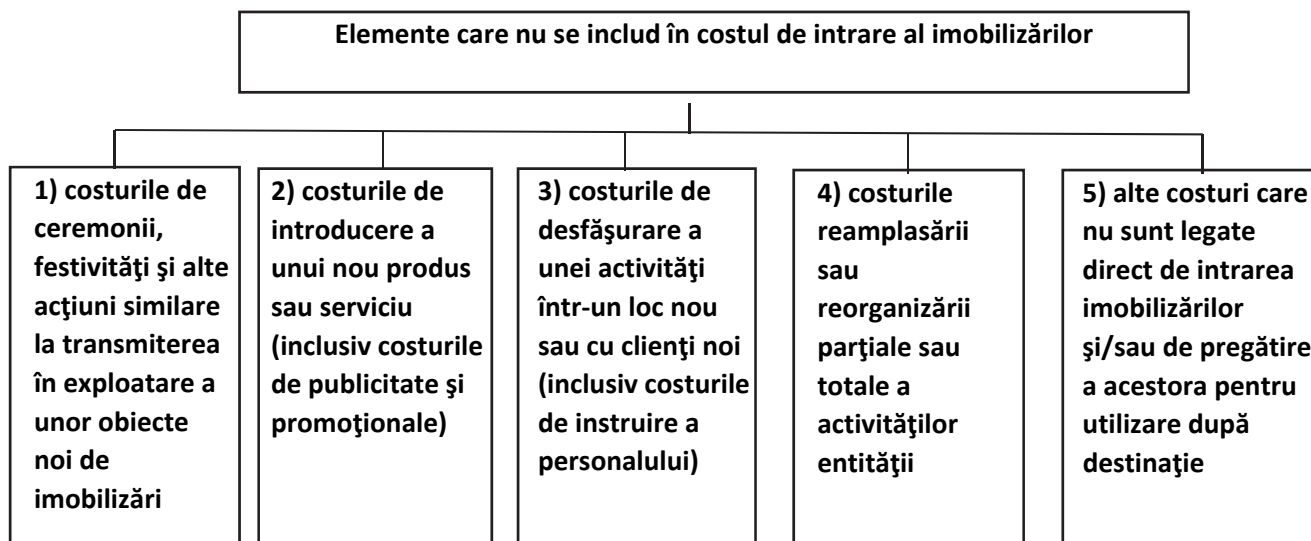 Elemente care nu se includ în costul de intrare al imobilizărilor
1) costurile de
ceremonii,
festivităţi şi alte
acţiuni similare
la transmiterea
în exploatare a
unor obiecte
noi de
imobilizări
2) costurile de
introducere a
unui nou produs
sau serviciu
(inclusiv costurile
de publicitate şi
promoţionale)
3) costurile de
desfăşurare a
unei activităţi
într-un loc nou
sau cu clienţi noi
(inclusiv costurile
de instruire a
personalului)
4) costurile
reamplasării
sau
reorganizării
parţiale sau
totale a
activităţilor
entităţii
5) alte costuri care
nu sunt legate
direct de intrarea
imobilizărilor
şi/sau de pregătire
a acestora pentru
utilizare după
destinaţie